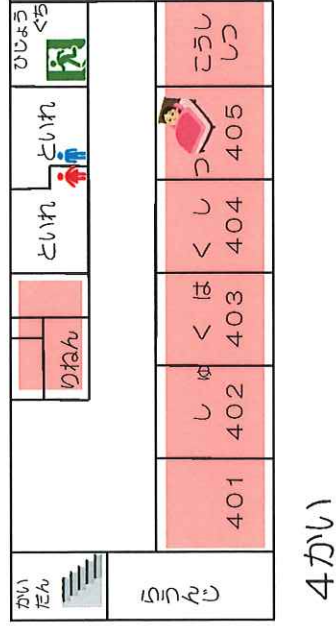 かい
だん
りねん
といれ
といれ
ひじょう
ぐち
らうんじ
しゅくはくしつ
401
402
403
404
405
こうし
しつ
4かい